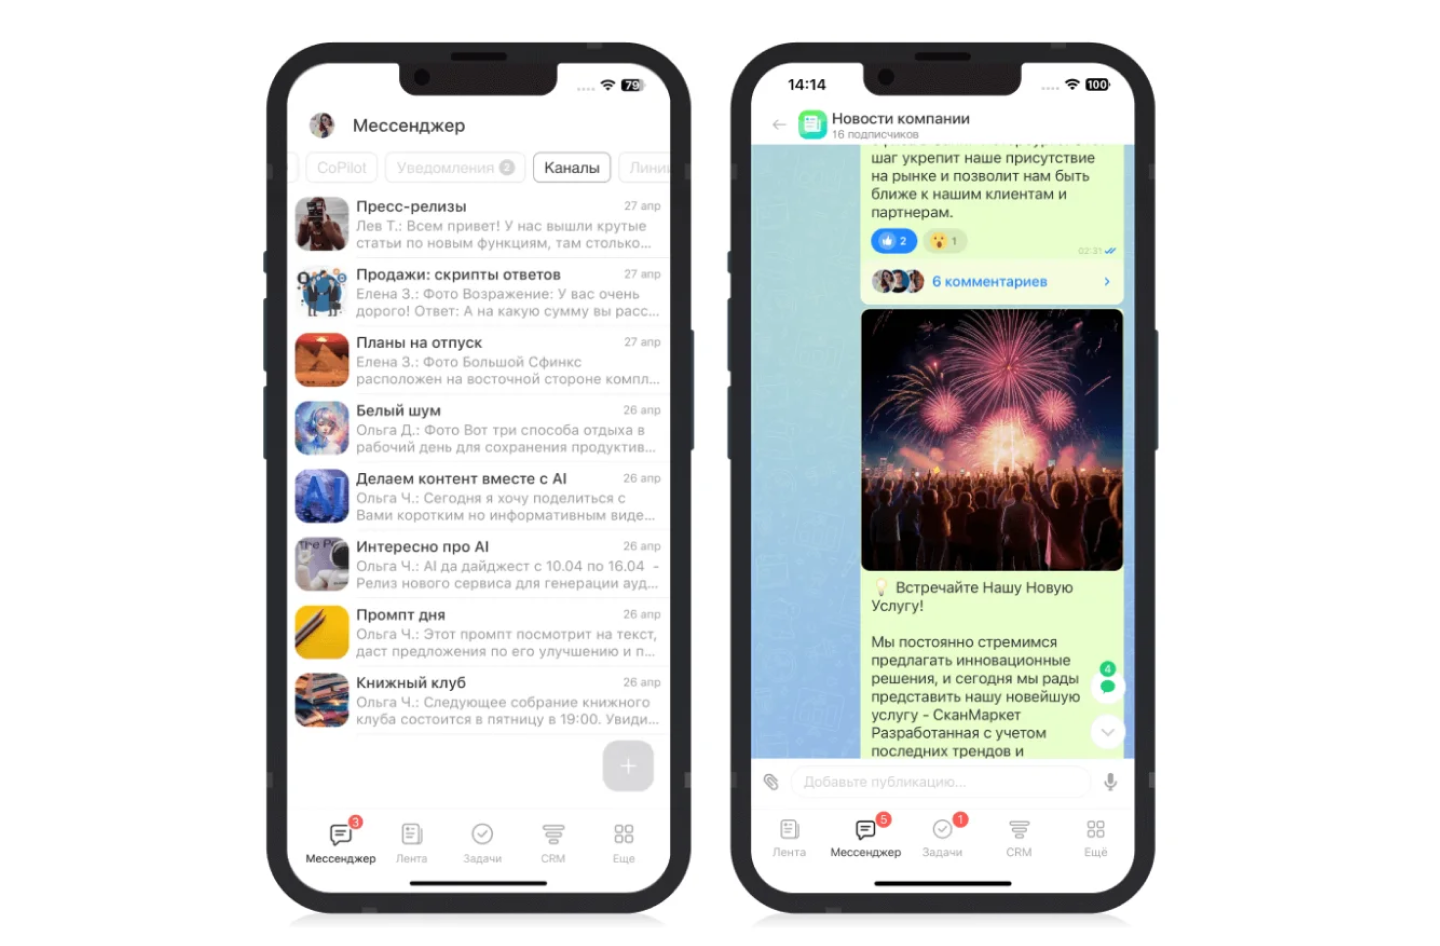 79
Мессенджер
CoPilot
Уведомления 2
Каналы
Линии
Пресс-релизы
27 апр
Лев Т.: Всем привет! У нас вышли крутые
статьи по новым функциям, там столько...
Продажи: скрипты ответов
27 апр
Елена З.: Фото Возражение: У вас очень
дорого! Ответ: А на какую сумму вы расс...
Планы на отпуск
27 апр
Елена З.: Фото Большой Сфинкс
расположен на восточной стороне компл...
Белый шум
26 апр
Ольга Д.: Фото Вот три способа отдыха в
рабочий день для сохранения продуктив...
Делаем контент вместе с AI
26 апр
Ольга Ч.: Сегодня я хочу поделиться с
Вами коротким но информативным виде...
AI
Интересно про AI
26 апр
Ольга Ч.: AI да дайджест с 10.04 по 16.04 -
Релиз нового сервиса для генерации ауд...
Промпт дня
26 апр
Ольга Ч.: Этот промпт посмотрит на текст,
даст предложения по его улучшению и п...
Книжный клуб
26 апр
Ольга Ч.: Следующее собрание книжного
клуба состоится в пятницу в 19:00. Увиди...
+
3
Мессенджер
Лента
Задачи
CRM
Еще
14:14
100
Новости компании
16 подписчиков
шаг укрепит наше присутствие
на рынке и позволит нам быть
ближе к нашим клиентам и
партнерам.
2
1
02:31
6 комментариев
Встречайте Нашу Новую
Услугу!
Мы постоянно стремимся
предлагать инновационные
решения, и сегодня мы рады
представить нашу новейшую
услугу - СканМаркет
Разработанная с учетом
последних трендов и
4
Добавьте публикацию...
Лента
5
Мессенджер
1
Задачи
CRM
Ещё